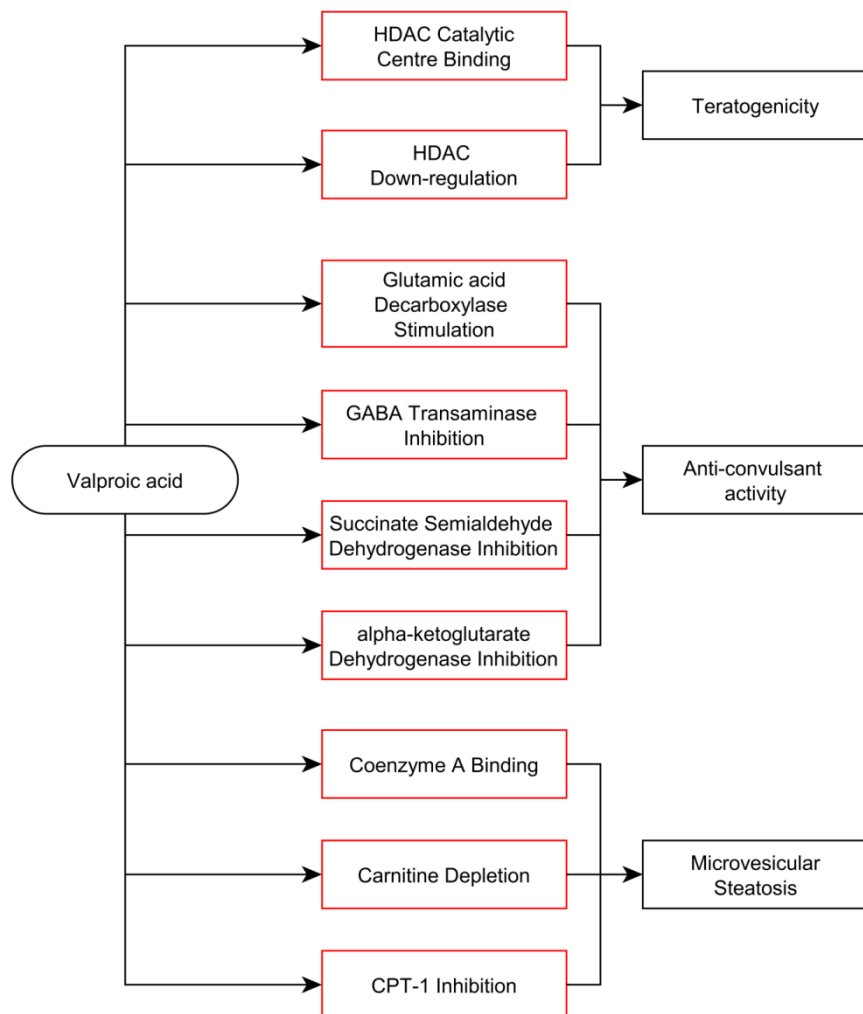 HDAC Catalytic
Centre Binding
Teratogenicity
HDAC
Down-regulation
Glutamic acid
Decarboxylase
Stimulation
GABA Transaminase
Inhibition
Valproic acid
Anti-convulsant
activity
Succinate Semialdehyde
Dehydrogenase Inhibition
alpha-ketoglutarate
Dehydrogenase Inhibition
Coenzyme A Binding
Carnitine Depletion
Microvesicular
Steatosis
CPT-1 Inhibition